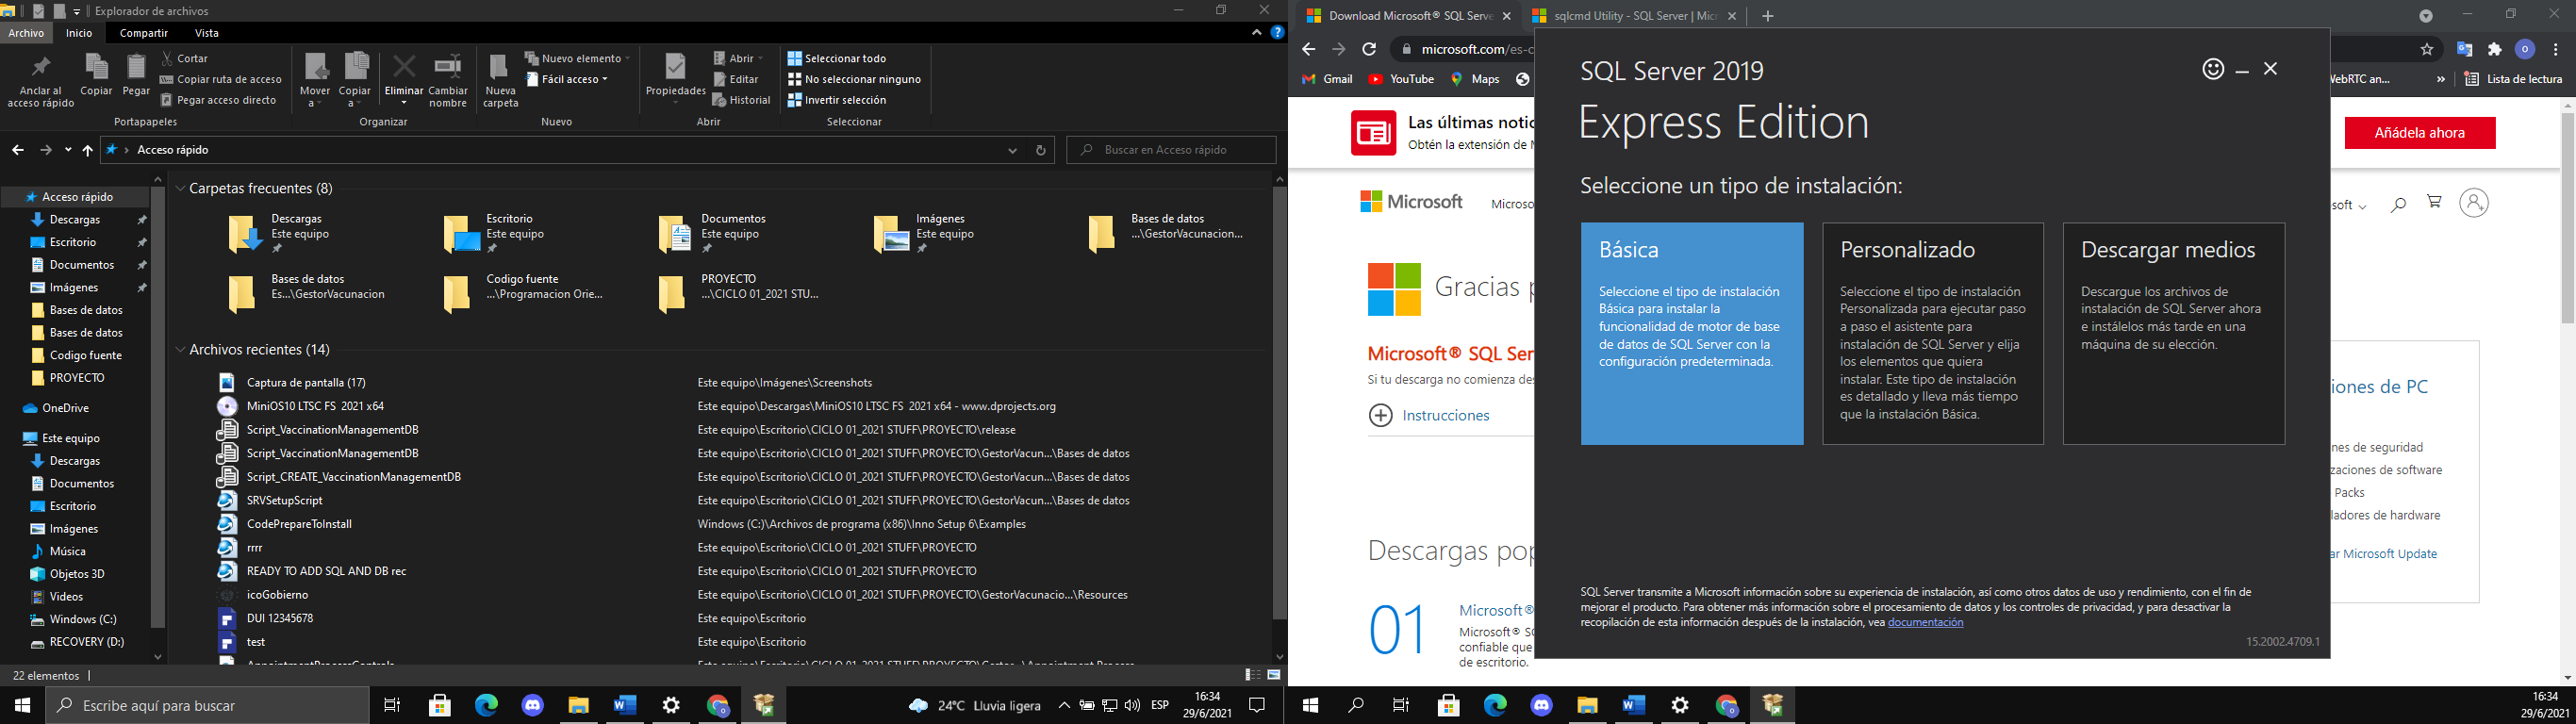 Explorador de archivos
Archivo Inicio Compartir Vista
Anclar al
acceso rápido
Copiar
Pegar
Cortar
Copiar ruta de acceso
Pegar acceso directo
Portapapeles
Mover
a
Copiar
a
Eliminar
Cambiar
nombre
Organizar
Nueva
carpeta
Nuevo elemento
Fácil acceso
Nuevo
Propiedades
Abrir
Editar
Historial
Abrir
Seleccionar todo
No seleccionar ninguno
Invertir selección
Seleccionar
Acceso rápido
Buscar en Acceso rápido
Acceso rápido
Descargas
Escritorio
Documentos
Imágenes
Bases de datos
Bases de datos
Codigo fuente
PROYECTO
OneDrive
Este equipo
Descargas
Documentos
Escritorio
Imágenes
Música
Objetos 3D
Videos
Windows (C:)
RECOVERY (D:)
Carpetas frecuentes (8)
Descargas
Este equipo
Escritorio
Este equipo
Documentos
Este equipo
Imágenes
Este equipo
Bases de datos
...\GestorVacunacion...
Bases de datos
Es...\GestorVacunacion
Codigo fuente
...\Programacion Orie...
PROYECTO
...\CICLO 01_2021 STU...
Archivos recientes (14)
Captura de pantalla (17) Este equipo\Imágenes\Screenshots
MiniOS10 LTSC FS 2021 x64 Este equipo\Descargas\MiniOS10 LTSC FS 2021 x64 - www.dprojects.org
Script_VaccinationManagementDB Este equipo\Escritorio\CICLO 01_2021 STUFF\PROYECTO\release
Script_VaccinationManagementDB Este equipo\Escritorio\CICLO 01_2021 STUFF\PROYECTO\GestorVacun...\Bases de datos
Script_CREATE_VaccinationManagementDB Este equipo\Escritorio\CICLO 01_2021 STUFF\PROYECTO\GestorVacun...\Bases de datos
SRVSetupScript Este equipo\Escritorio\CICLO 01_2021 STUFF\PROYECTO\GestorVacun...\Bases de datos
CodePrepareToInstall Windows (C:)\Archivos de programa (x86)\Inno Setup 6\Examples
rrrr Este equipo\Escritorio\CICLO 01_2021 STUFF\PROYECTO
READY TO ADD SQL AND DB rec Este equipo\Escritorio\CICLO 01_2021 STUFF\PROYECTO
icoGobierno Este equipo\Escritorio\CICLO 01_2021 STUFF\PROYECTO\GestorVacunacio...\Resources
DUI 12345678 Este equipo\Escritorio
test Este equipo\Escritorio
22 elementos
Escribe aquí para buscar
24°C Lluvia ligera
ESP
16:34
29/6/2021
Download Microsoft® SQL Serve
sqlcmd Utility - SQL Server | Micr
microsoft.com/es-c
Gmail YouTube Maps
WebRTC an...
»
Lista de lectura
Las últimas notic
Obtén la extensión de M
Añádela ahora
Microsoft
Microso
soft
Gracias p
Microsoft® SQL Ser
Si tu descarga no comienza des
Instrucciones
Descargas pop
01
Microsoft®
Microsoft® SQ
confiable que
de escritorio.
iones de PC
nes de seguridad
izaciones de software
Packs
ladores de hardware
ar Microsoft Update
SQL Server 2019
Express Edition
Seleccione un tipo de instalación:
Básica
Seleccione el tipo de instalación
Básica para instalar la
funcionalidad de motor de base
de datos de SQL Server con la
configuración predeterminada.
Personalizado
Seleccione el tipo de instalación
Personalizada para ejecutar paso
a paso el asistente para
instalación de SQL Server y elija
los elementos que quiera
instalar. Este tipo de instalación
es detallado y lleva más tiempo
que la instalación Básica.
Descargar medios
Descargue los archivos de
instalación de SQL Server ahora
e instálelos más tarde en una
máquina de su elección.
SQL Server transmite a Microsoft información sobre su experiencia de instalación, así como otros datos de uso y rendimiento, con el fin de
mejorar el producto. Para obtener más información sobre el procesamiento de datos y los controles de privacidad, y para desactivar la
recopilación de esta información después de la instalación, vea documentación
15.2002.4709.1
16:34
29/6/2021